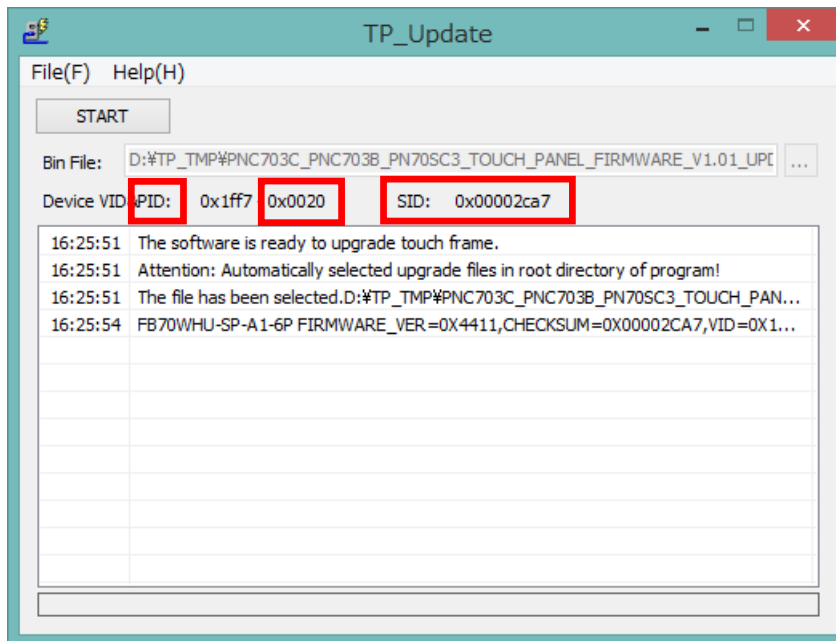 TP_Update
File(F) Help(H)
START
Bin File: D:¥TP_TMP¥PNC703C_PNC703B_PN70SC3_TOUCH_PANEL_FIRMWARE_V1.01_UPD ...
Device VID&PID: 0x1ff7 0x0020 SID: 0x00002ca7
16:25:51 The software is ready to upgrade touch frame.
16:25:51 Attention: Automatically selected upgrade files in root directory of program!
16:25:51 The file has been selected.D:¥TP_TMP¥PNC703C_PNC703B_PN70SC3_TOUCH_PAN...
16:25:54 FB70WHU-SP-A1-6P FIRMWARE_VER=0X4411,CHECKSUM=0X00002CA7,VID=0X1...